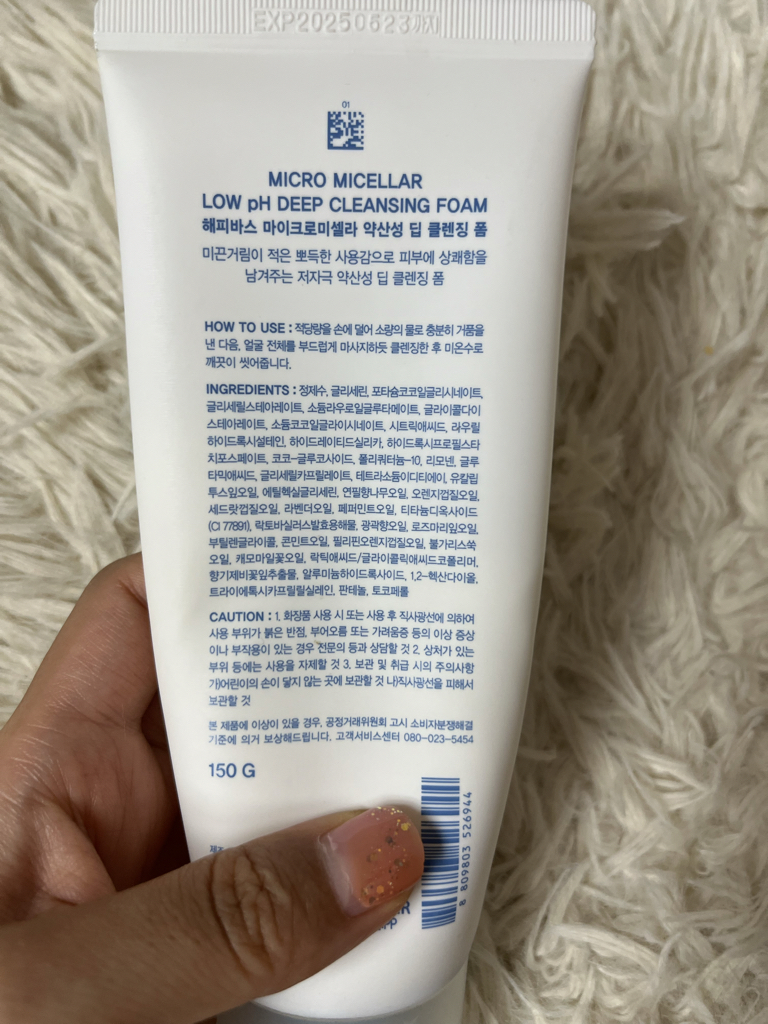 EXP20250623까지
01
MICRO MICELLAR
LOW pH DEEP CLEANSING FOAM
해피바스 마이크로미셀라 약산성 딥 클렌징 폼
미끈거림이 적은 뽀득한 사용감으로 피부에 상쾌함을
남겨주는 저자극 약산성 딥 클렌징 폼
HOW TO USE : 적당량을 손에 덜어 소량의 물로 충분히 거품을
낸 다음, 얼굴 전체를 부드럽게 마사지하듯 클렌징한 후 미온수로
깨끗이 씻어줍니다.
INGREDIENTS : 정제수, 글리세린, 포타슘코코일글리시네이트,
글리세릴스테아레이트, 소듐라우로일글루타메이트, 글라이콜다이
스테아레이트, 소듐코코일글라이시네이트, 시트릭애씨드, 라우릴
하이드록시설테인, 하이드레이티드실리카, 하이드록시프로필스타
치포스페이트, 코코-글루코사이드, 폴리쿼터늄-10, 리모넨, 글루
타믹애씨드, 글리세릴카프릴레이트, 테트라소듐이디티에이, 유칼립
투스잎오일, 에틸헥실글리세린, 연필향나무오일, 오렌지껍질오일,
세드랏껍질오일, 라벤더오일, 페퍼민트오일, 티타늄디옥사이드
(CI 77891), 락토바실러스발효용해물, 광곽향오일, 로즈마리잎오일,
부틸렌글라이콜, 콘민트오일, 필리핀오렌지껍질오일, 불가리스쑥
오일, 캐모마일꽃오일, 락틱애씨드/글라이콜릭애씨드코폴리머,
향기제비꽃잎추출물, 알루미늄하이드록사이드, 1,2-헥산다이올,
트라이에톡시카프릴릴실레인, 판테놀, 토코페롤
CAUTION : 1. 화장품 사용 시 또는 사용 후 직사광선에 의하여
사용 부위가 붉은 반점, 부어오름 또는 가려움증 등의 이상 증상
이나 부작용이 있는 경우 전문의 등과 상담할 것 2. 상처가 있는
부위 등에는 사용을 자제할 것 3. 보관 및 취급 시의 주의사항
가)어린이의 손이 닿지 않는 곳에 보관할 것 나)직사광선을 피해서
보관할 것
본 제품에 이상이 있을 경우, 공정거래위원회 고시 소비자분쟁해결
기준에 의거 보상해드립니다. 고객서비스센터 080-023-5454
150 G
8 809803 526944